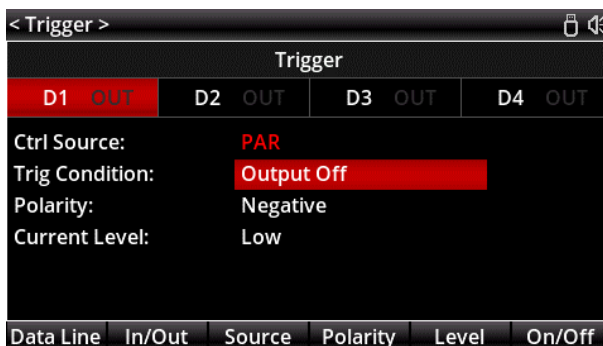 < Trigger >
Trigger
D1 OUT D2 OUT D3 OUT D4 OUT
Ctrl Source: PAR
Trig Condition: Output Off
Polarity: Negative
Current Level: Low
Data Line In/Out Source Polarity Level On/Off